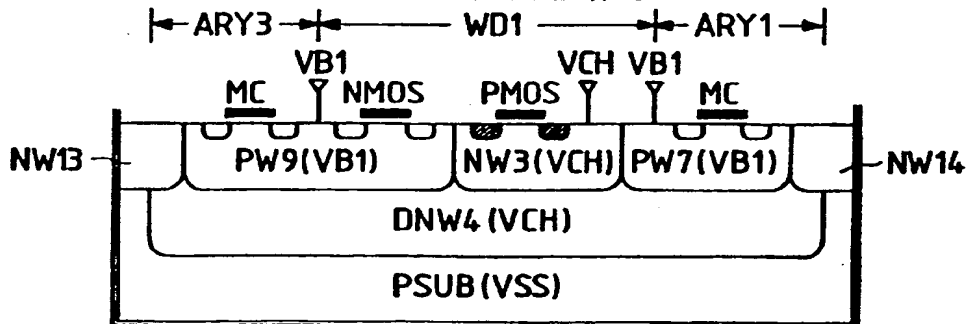 ARY3 WD1 ARY1
VB1 VCH VB1
MC NMOS PMOS MC
NW13 PW9(VB1) NW3(VCH) PW7(VB1) NW14
DNW4(VCH)
PSUB(VSS)